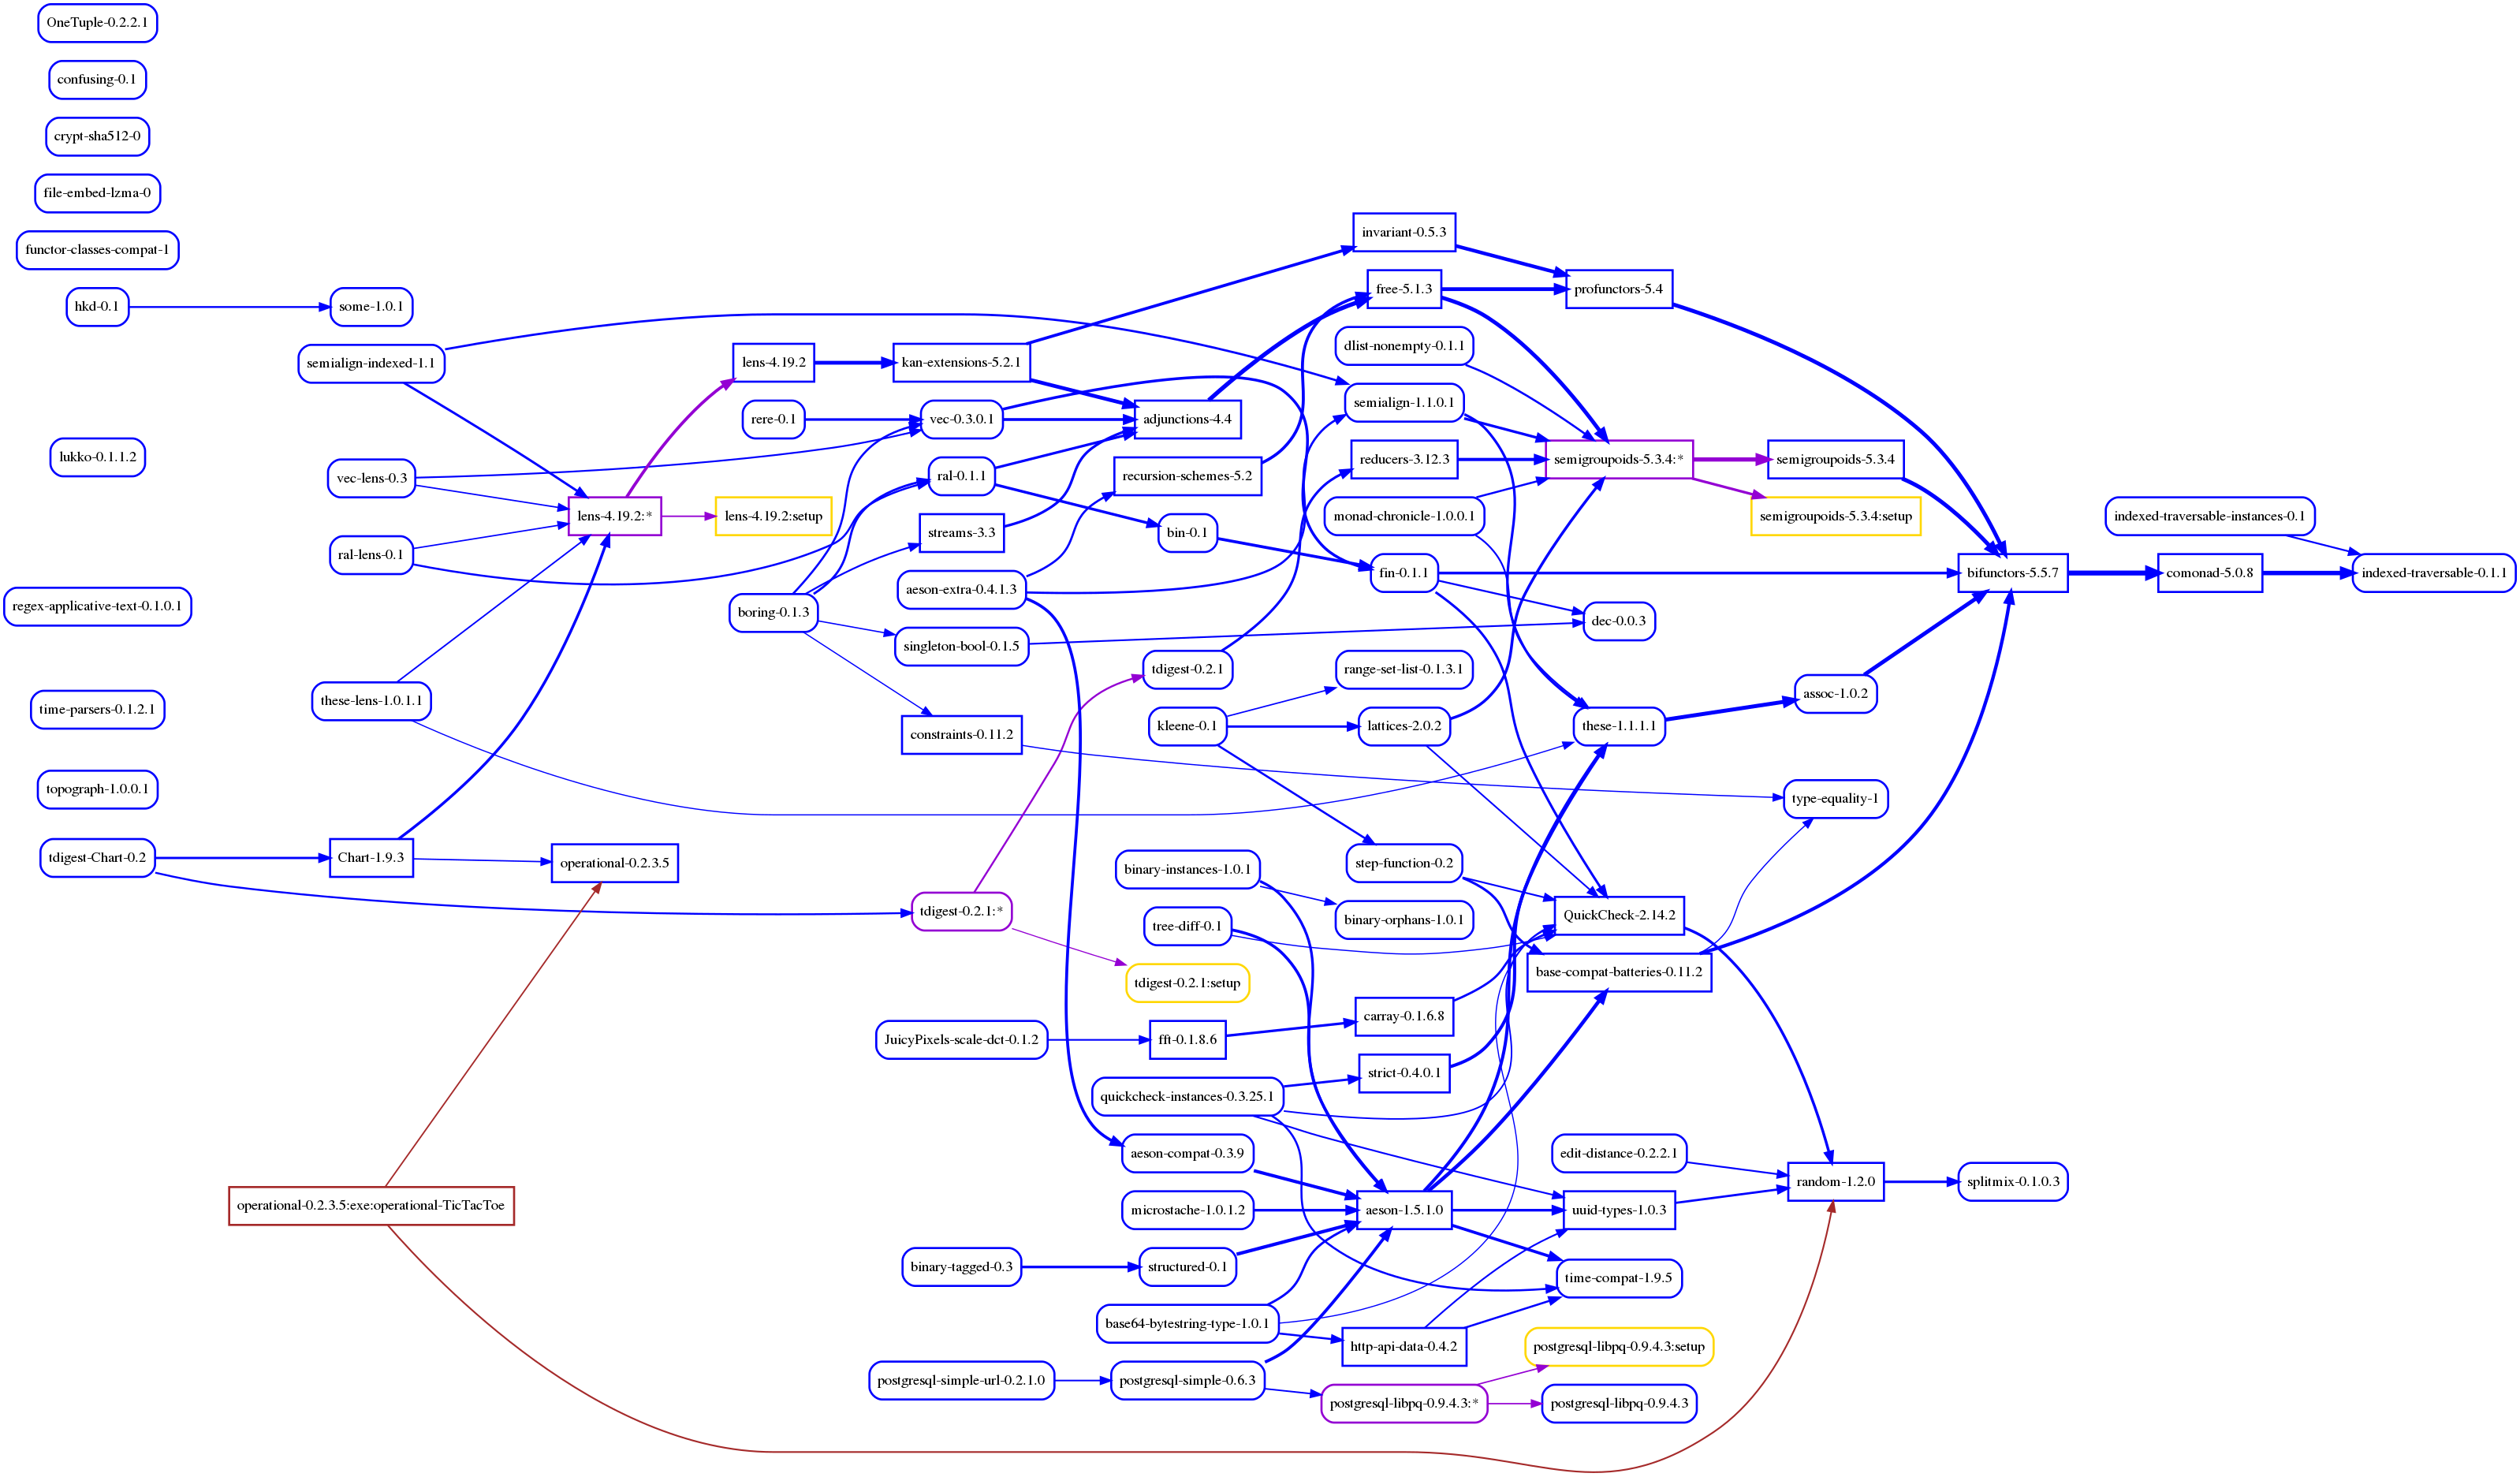 OneTuple-0.2.2.1
confusing-0.1
crypt-sha512-0
file-embed-lzma-0
functor-classes-compat-1
hkd-0.1
lukko-0.1.1.2
regex-applicative-text-0.1.0.1
time-parsers-0.1.2.1
topograph-1.0.0.1
tdigest-Chart-0.2
some-1.0.1
semialign-indexed-1.1
vec-lens-0.3
ral-lens-0.1
these-lens-1.0.1.1
Chart-1.9.3
operational-0.2.3.5:exe:operational-TicTacToe
lens-4.19.2:*
operational-0.2.3.5
lens-4.19.2
rere-0.1
lens-4.19.2:setup
boring-0.1.3
kan-extensions-5.2.1
vec-0.3.0.1
ral-0.1.1
streams-3.3
aeson-extra-0.4.1.3
singleton-bool-0.1.5
constraints-0.11.2
tdigest-0.2.1:*
JuicyPixels-scale-dct-0.1.2
binary-tagged-0.3
postgresql-simple-url-0.2.1.0
adjunctions-4.4
recursion-schemes-5.2
bin-0.1
tdigest-0.2.1
kleene-0.1
binary-instances-1.0.1
tree-diff-0.1
tdigest-0.2.1:setup
fft-0.1.8.6
quickcheck-instances-0.3.25.1
aeson-compat-0.3.9
microstache-1.0.1.2
structured-0.1
base64-bytestring-type-1.0.1
postgresql-simple-0.6.3
invariant-0.5.3
free-5.1.3
dlist-nonempty-0.1.1
semialign-1.1.0.1
reducers-3.12.3
monad-chronicle-1.0.0.1
fin-0.1.1
range-set-list-0.1.3.1
lattices-2.0.2
step-function-0.2
binary-orphans-1.0.1
carray-0.1.6.8
strict-0.4.0.1
aeson-1.5.1.0
http-api-data-0.4.2
postgresql-libpq-0.9.4.3:*
profunctors-5.4
semigroupoids-5.3.4:*
dec-0.0.3
these-1.1.1.1
QuickCheck-2.14.2
base-compat-batteries-0.11.2
edit-distance-0.2.2.1
uuid-types-1.0.3
time-compat-1.9.5
postgresql-libpq-0.9.4.3:setup
postgresql-libpq-0.9.4.3
semigroupoids-5.3.4
semigroupoids-5.3.4:setup
assoc-1.0.2
type-equality-1
random-1.2.0
bifunctors-5.5.7
splitmix-0.1.0.3
indexed-traversable-instances-0.1
comonad-5.0.8
indexed-traversable-0.1.1